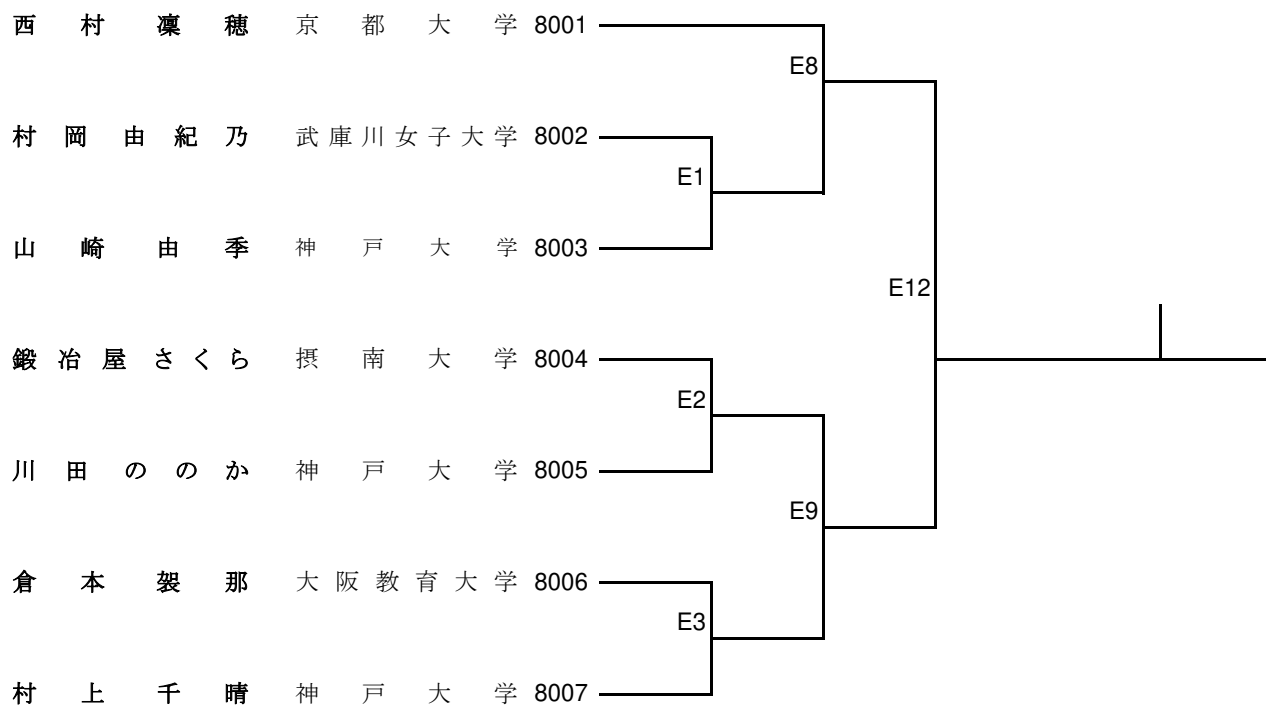 西村凜穂 京都大学 8001
E8
村岡由紀乃 武庫川女子大学 8002
E1
山崎由季 神戸大学 8003
E12
鍛冶屋さくら 摂南大学 8004
E2
川田ののか 神戸大学 8005
E9
倉本袈那 大阪教育大学 8006
E3
村上千晴 神戸大学 8007